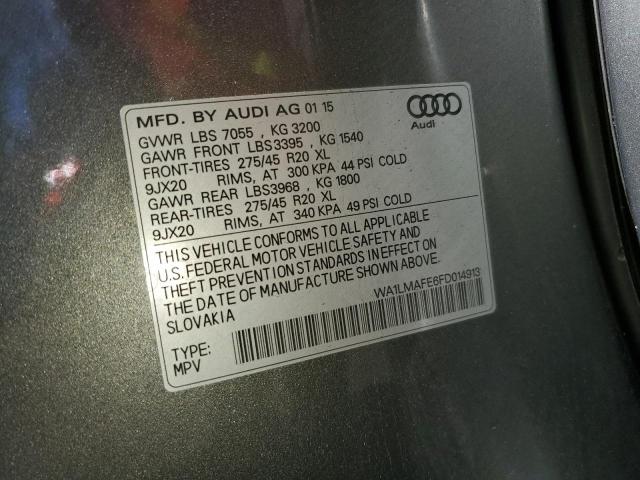 MFD. BY AUDI AG 01 15
Audi
GVWR LBS 7055 , KG 3200
GAWR FRONT LBS3395 , KG 1540
FRONT-TIRES 275/45 R20 XL
9JX20 RIMS, AT 300 KPA 44 PSI COLD
GAWR REAR LBS3968 , KG 1800
REAR-TIRES 275/45 R20 XL
9JX20 RIMS, AT 340 KPA 49 PSI COLD
THIS VEHICLE CONFORMS TO ALL APPLICABLE
U.S. FEDERAL MOTOR VEHICLE SAFETY AND
THEFT PREVENTION STANDARDS IN EFFECT ON
THE DATE OF MANUFACTURE SHOWN ABOVE.
SLOVAKIA
WA1LMAFE6FD014913
TYPE:
MPV